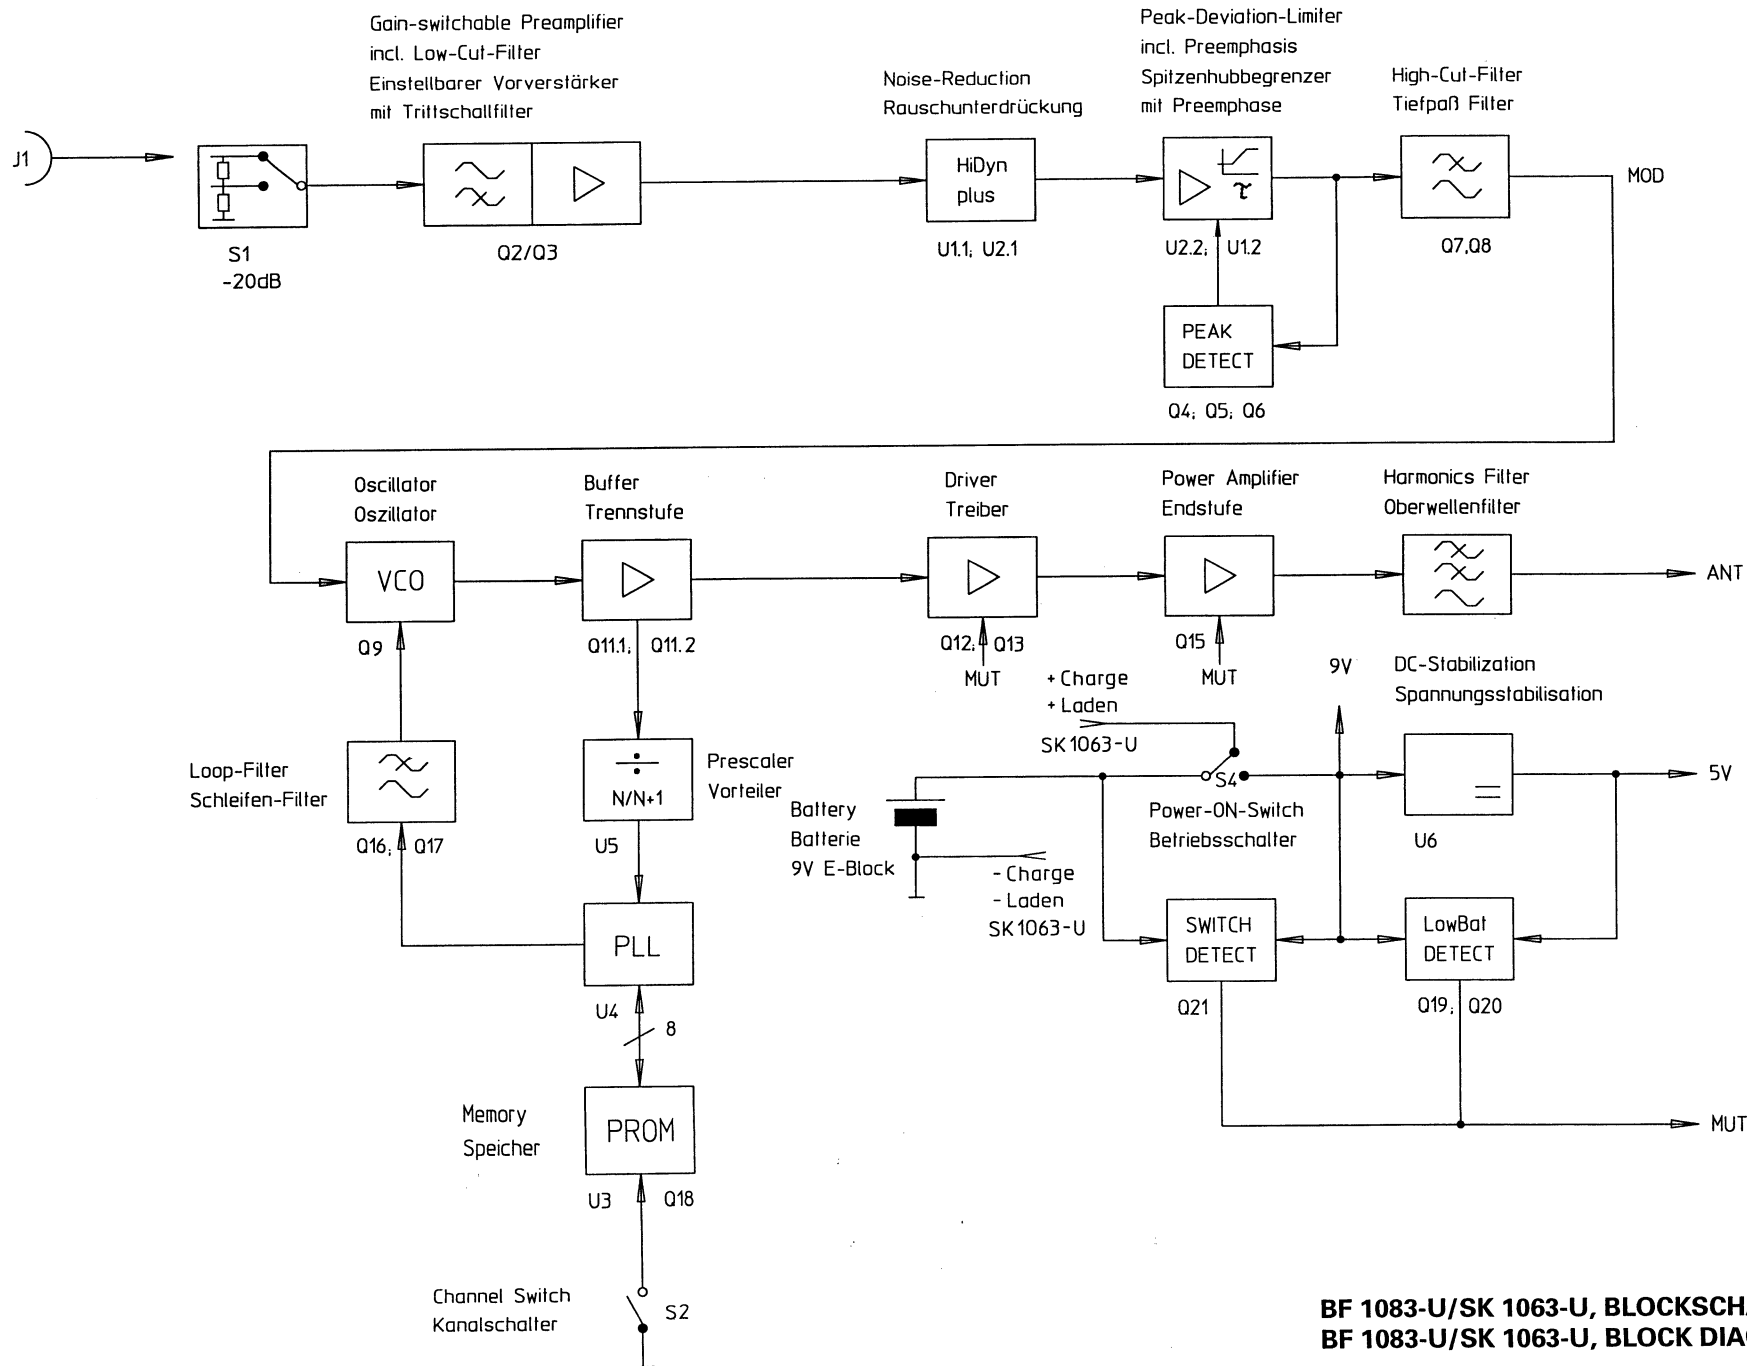 Gain-switchable Preamplifier
incl. Low-Cut-Filter
Einstellbarer Vorverstärker
mit Trittschallfilter
Noise-Reduction
Rauschunterdrückung
Peak-Deviation-Limiter
incl. Preemphasis
Spitzenhubbegrenzer
mit Preemphase
High-Cut-Filter
Tiefpaß Filter
J1
HiDyn
plus
τ
MOD
S1
-20dB
Q2/Q3
U1.1; U2.1
U2.2; U1.2
Q7,Q8
PEAK
DETECT
Q4; Q5; Q6
Oscillator
Oszillator
Buffer
Trennstufe
Driver
Treiber
Power Amplifier
Endstufe
Harmonics Filter
Oberwellenfilter
VCO
ANT
Q9
Q11.1; Q11.2
Q12; Q13
MUT
Q15
MUT
+ Charge
+ Laden
SK1063-U
9V
DC-Stabilization
Spannungsstabilisation
Loop-Filter
Schleifen-Filter
N/N+1
Prescaler
Vorteiler
Battery
Batterie
9V E-Block
S4
Power-ON-Switch
Betriebsschalter
5V
U6
Q16; Q17
U5
- Charge
- Laden
SK1063-U
PLL
SWITCH
DETECT
LowBat
DETECT
U4
8
Q21
Q19; Q20
Memory
Speicher
PROM
MUT
U3 Q18
Channel Switch
Kanalschalter
S2
BF 1083-U/SK 1063-U, BLOCKSCHA
BF 1083-U/SK 1063-U, BLOCK DIAG